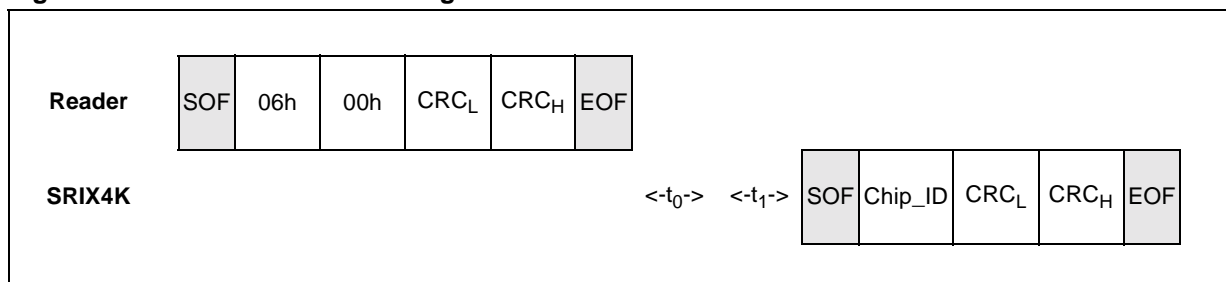 Reader SOF 06h 00h CRCL CRCH EOF
SRIX4K <-t0-> <-t1-> SOF Chip_ID CRCL CRCH EOF